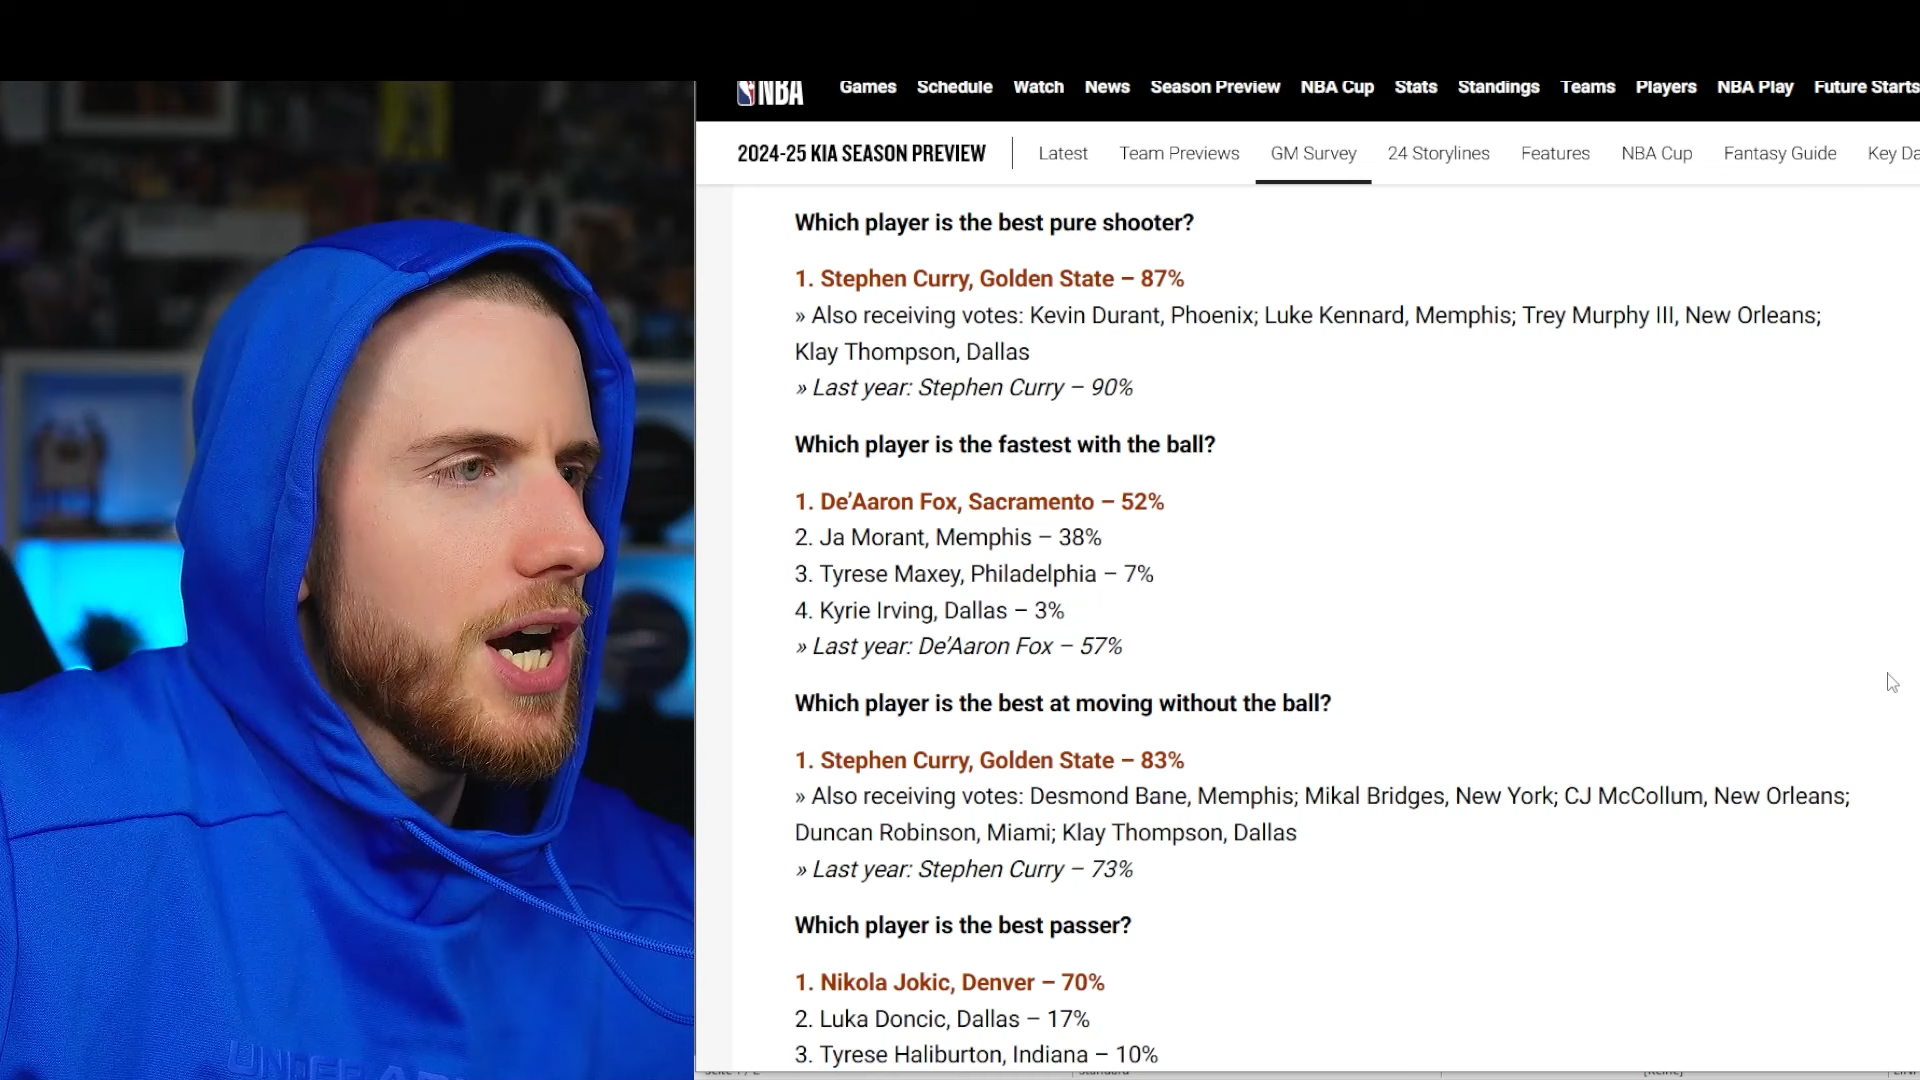 NBA Games Schedule Watch News Season Preview NBA Cup Stats Standings Teams Players NBA Play Future Starts
2024-25 KIA SEASON PREVIEW Latest Team Previews GM Survey 24 Storylines Features NBA Cup Fantasy Guide Key Da
Which player is the best pure shooter?
1. Stephen Curry, Golden State – 87%
» Also receiving votes: Kevin Durant, Phoenix; Luke Kennard, Memphis; Trey Murphy III, New Orleans;
Klay Thompson, Dallas
» Last year: Stephen Curry – 90%
Which player is the fastest with the ball?
1. De’Aaron Fox, Sacramento – 52%
2. Ja Morant, Memphis – 38%
3. Tyrese Maxey, Philadelphia – 7%
4. Kyrie Irving, Dallas – 3%
» Last year: De’Aaron Fox – 57%
Which player is the best at moving without the ball?
1. Stephen Curry, Golden State – 83%
» Also receiving votes: Desmond Bane, Memphis; Mikal Bridges, New York; CJ McCollum, New Orleans;
Duncan Robinson, Miami; Klay Thompson, Dallas
» Last year: Stephen Curry – 73%
Which player is the best passer?
1. Nikola Jokic, Denver – 70%
2. Luka Doncic, Dallas – 17%
3. Tyrese Haliburton, Indiana – 10%